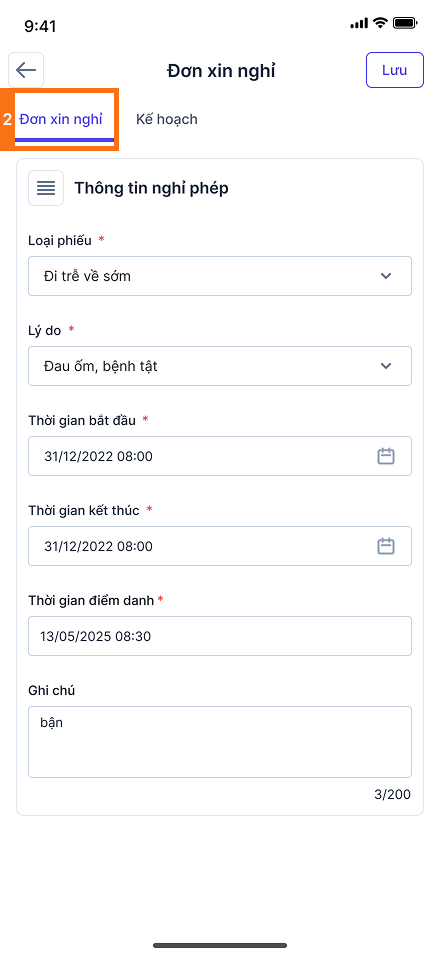 9:41
Đơn xin nghỉ
Lưu
2 Đơn xin nghỉ
Kế hoạch
Thông tin nghỉ phép
Loại phiếu *
Đi trễ về sớm
Lý do *
Đau ốm, bệnh tật
Thời gian bắt đầu *
31/12/2022 08:00
Thời gian kết thúc *
31/12/2022 08:00
Thời gian điểm danh *
13/05/2025 08:30
Ghi chú
bận
3/200